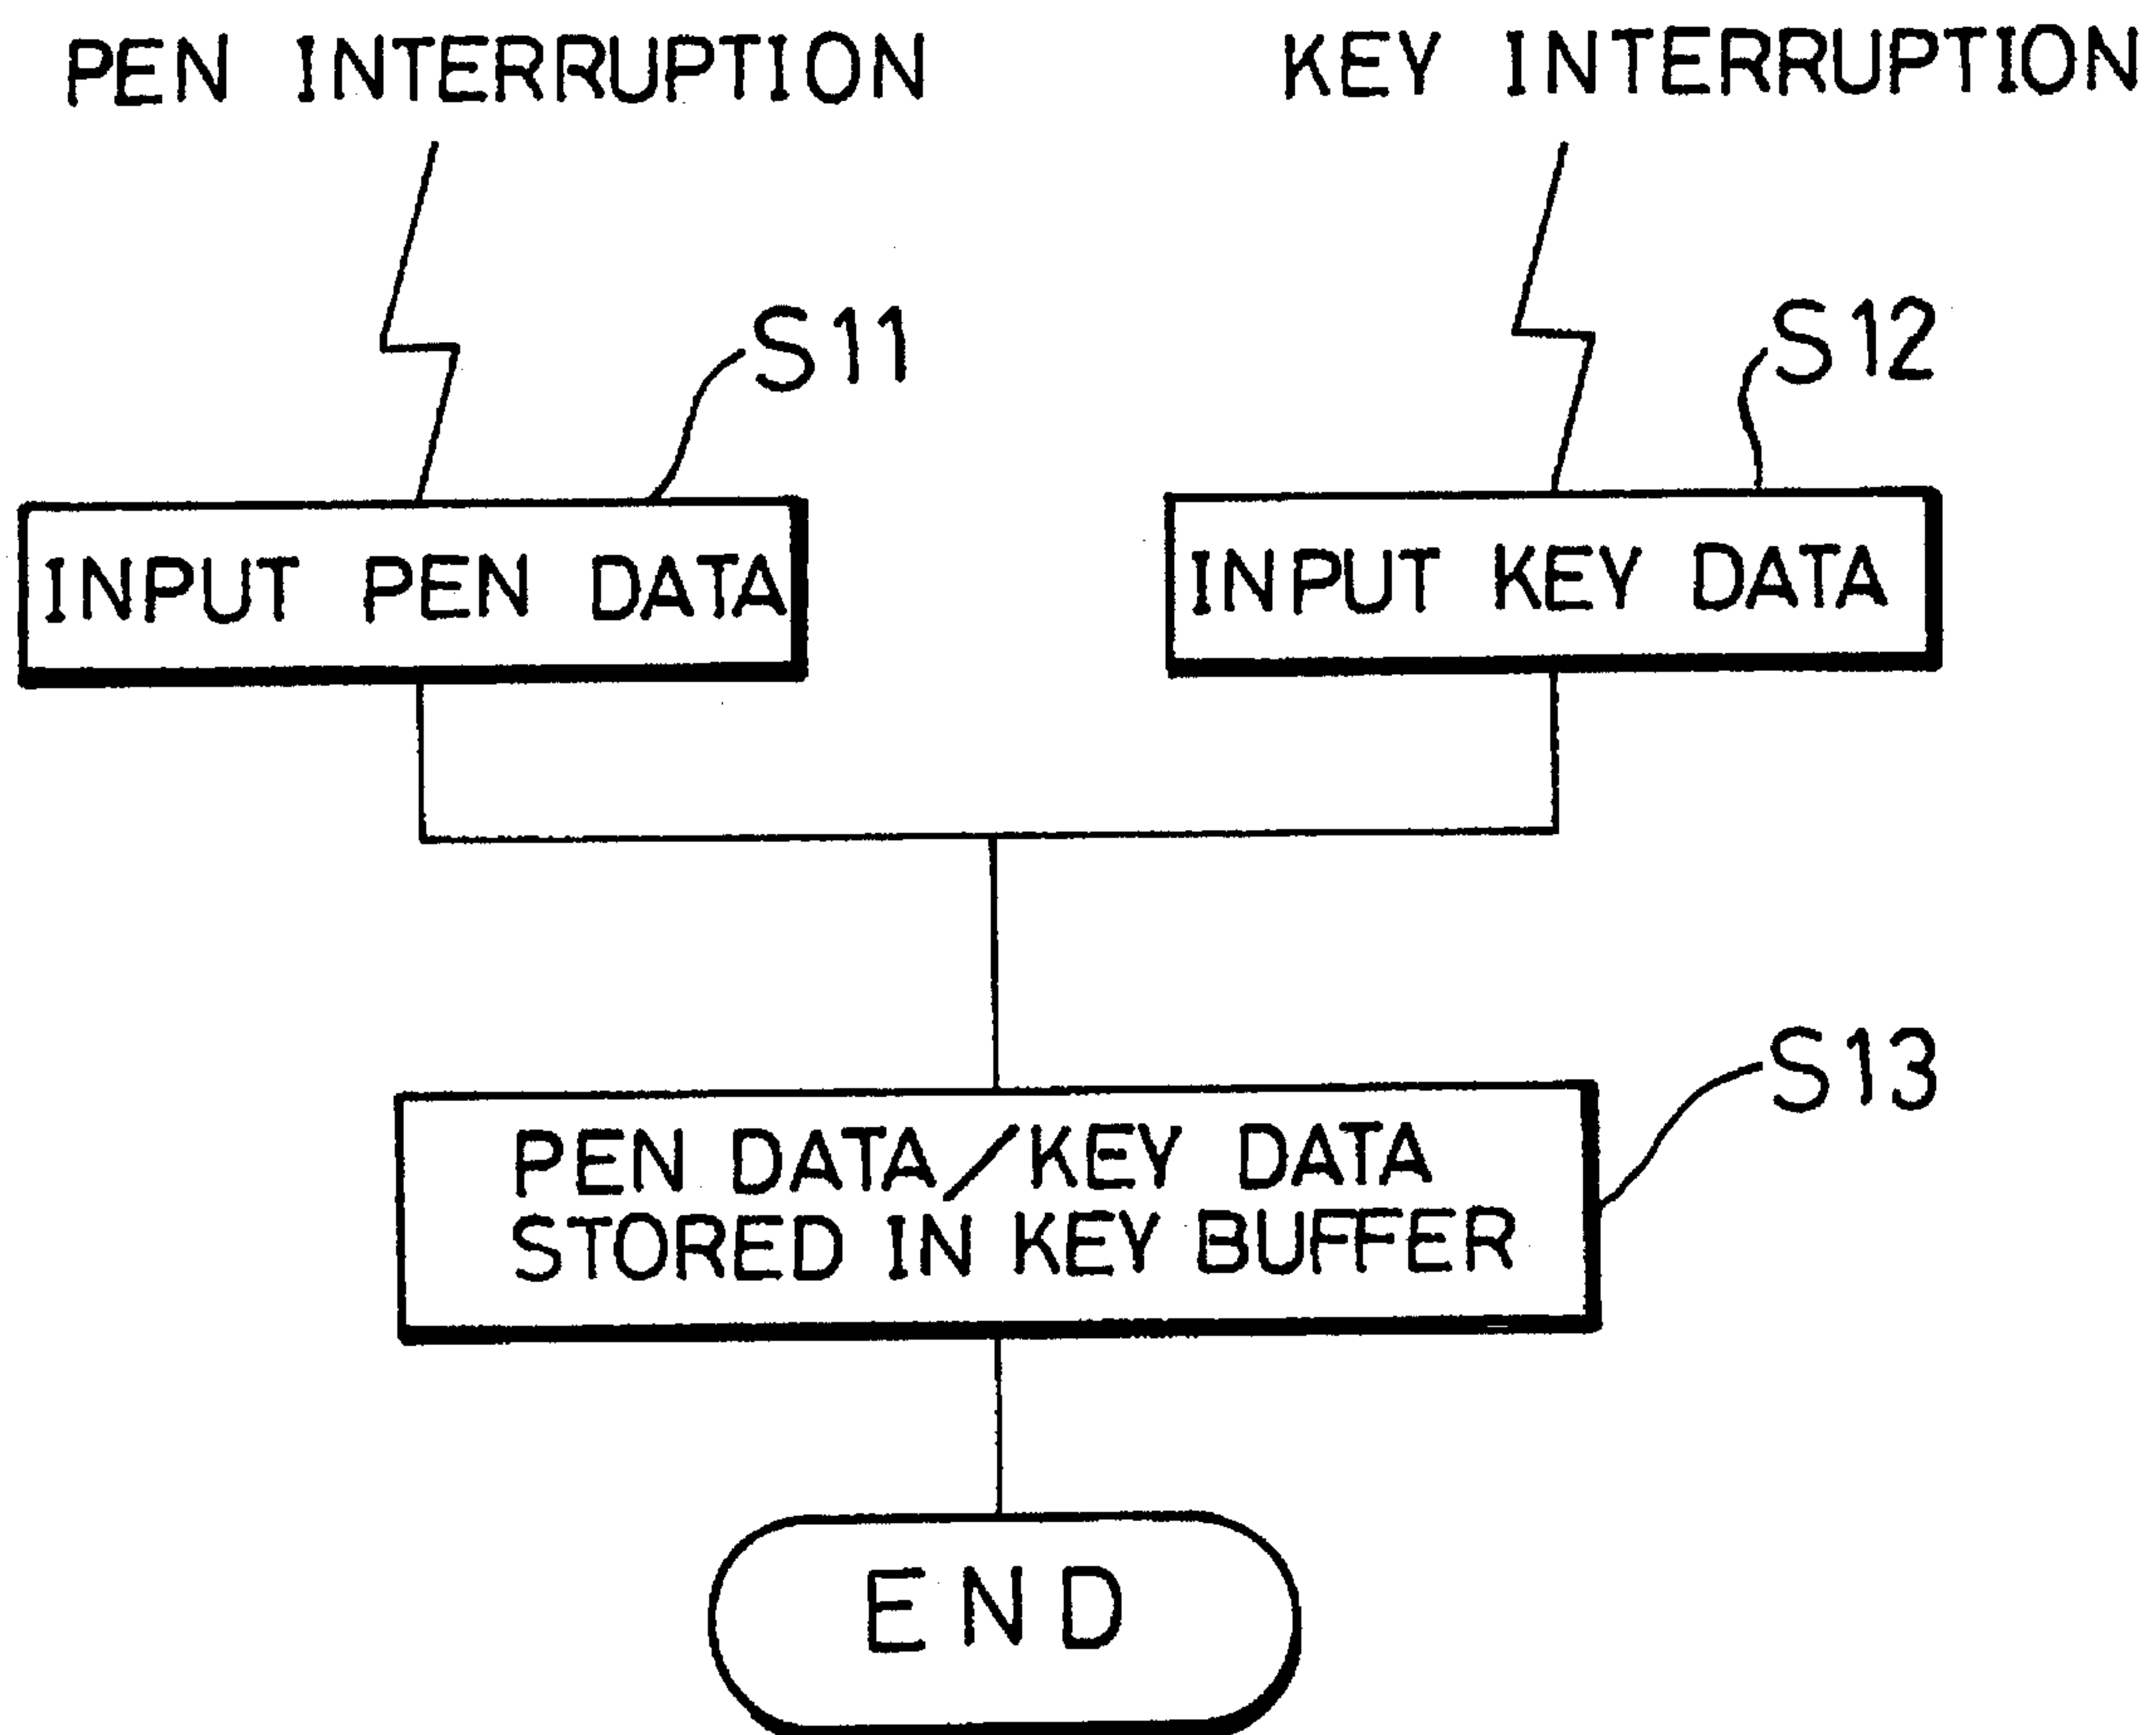 PEN INTERRUPTION
KEY INTERRUPTION
S11
S12
INPUT PEN DATA
INPUT KEY DATA
S13
PEN DATA/KEY DATA
STORED IN KEY BUFFER
END